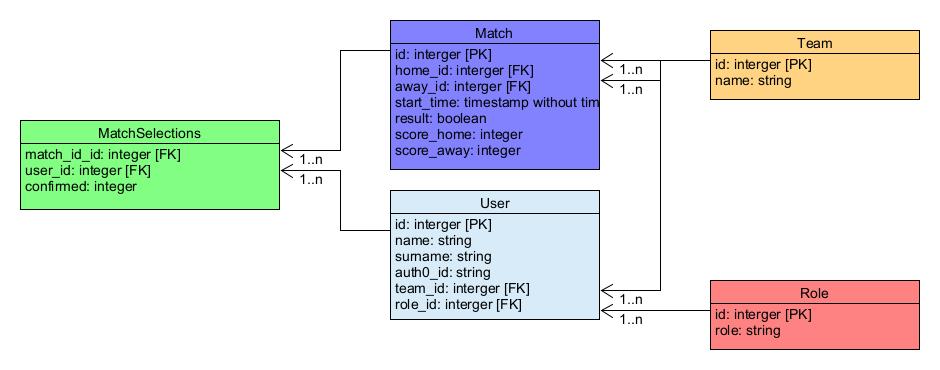 Match
id: interger [PK]
home_id: interger [FK]
away_id: interger [FK]
start_time: timestamp without tim
result: boolean
score_home: integer
score_away: integer
1..n
1..n
Team
id: interger [PK]
name: string
MatchSelections
match_id_id: integer [FK]
user_id: integer [FK]
confirmed: integer
1..n
1..n
User
id: interger [PK]
name: string
surname: string
auth0_id: string
team_id: interger [FK]
role_id: interger [FK]
1..n
1..n
Role
id: interger [PK]
role: string